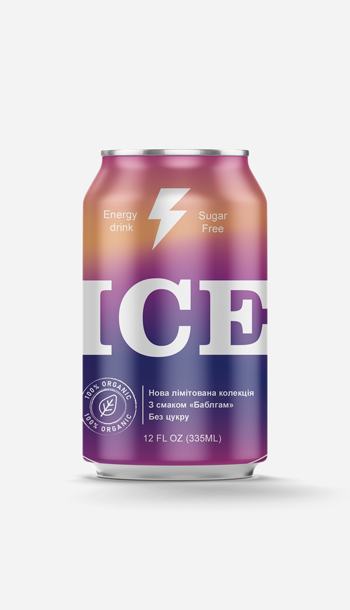 Energy
drink
Sugar
Free
ICE
100% ORGANIC
100% ORGANIC
Нова лімітована колекція
З смаком «Баблгам»
Без цукру
12 FL OZ (335ML)